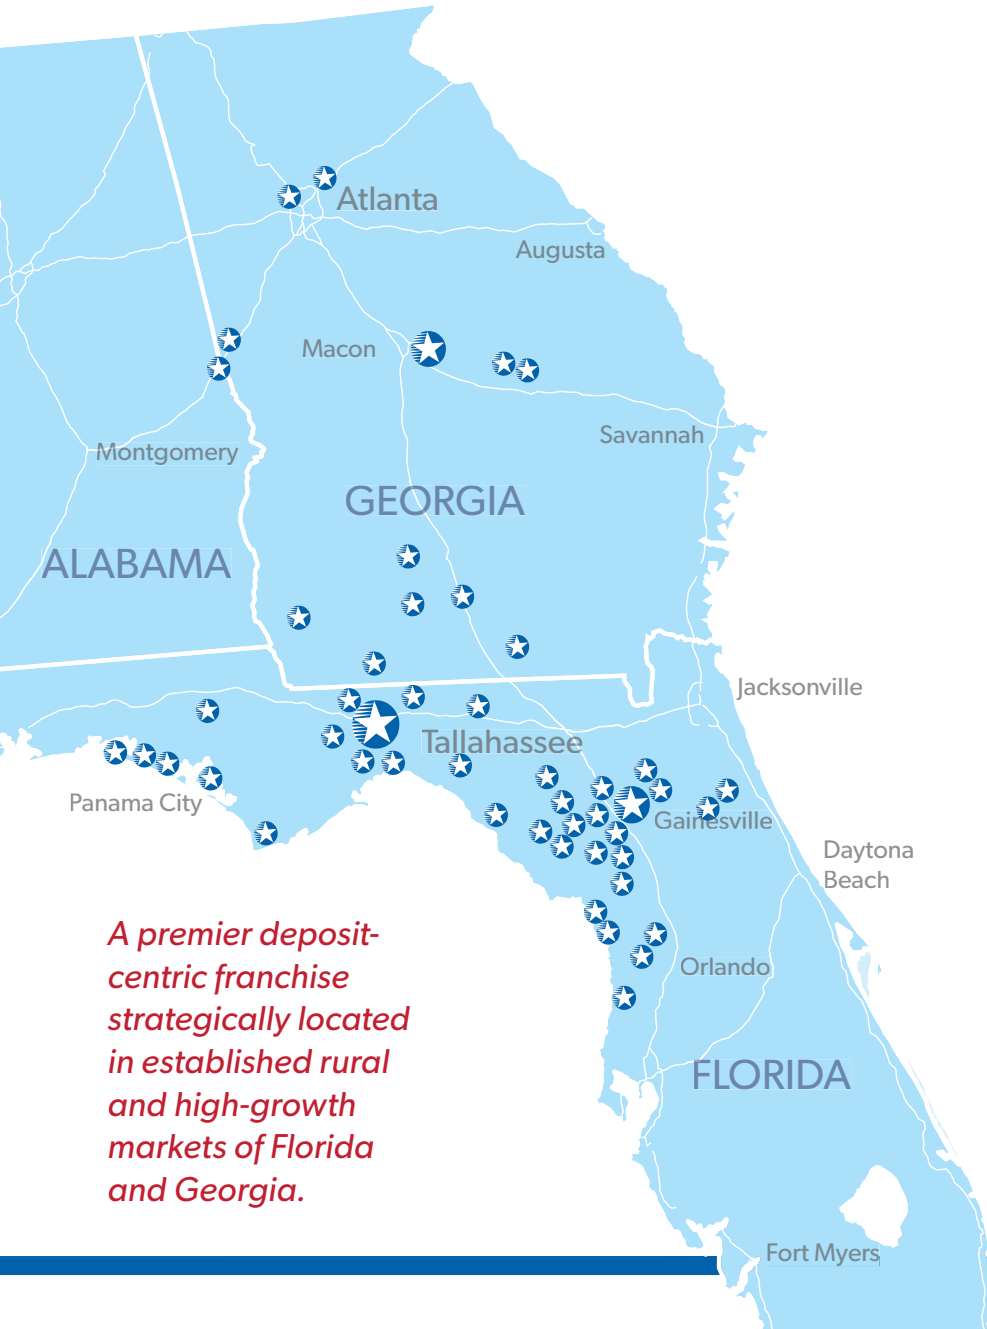 Atlanta
Augusta
Macon
Savannah
Montgomery
GEORGIA
ALABAMA
Jacksonville
Tallahassee
Panama City
Gainesville
Daytona
Beach
A premier deposit-
centric franchise
strategically located
in established rural
and high-growth
markets of Florida
and Georgia.
Orlando
FLORIDA
Fort Myers